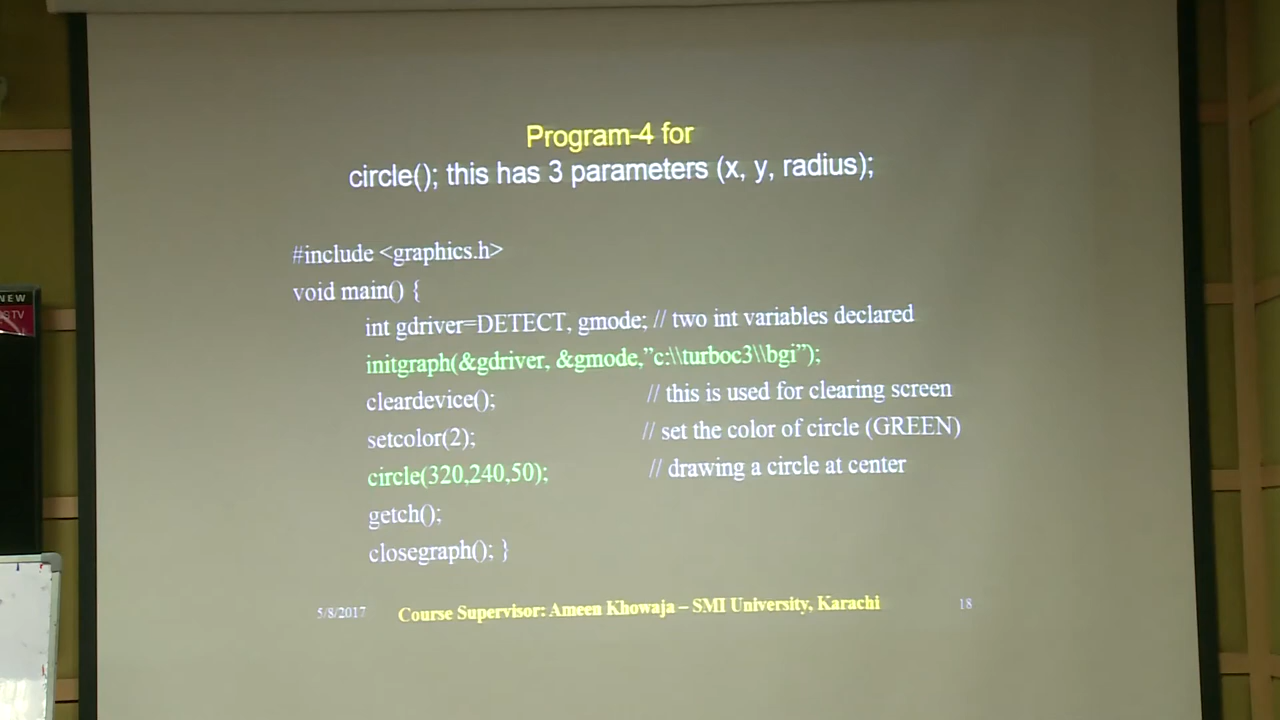 Program-4 for
circle(); this has 3 parameters (x, y, radius);
#include <graphics.h>
void main() {
int gdriver=DETECT, gmode; // two int variables declared
initgraph(&gdriver, &gmode,”c:\\turboc3\\bgi”);
cleardevice(); // this is used for clearing screen
setcolor(2); // set the color of circle (GREEN)
circle(320,240,50); // drawing a circle at center
getch();
closegraph(); }
5/8/2017 Course Supervisor: Ameen Khowaja – SMI University, Karachi 18
NEW